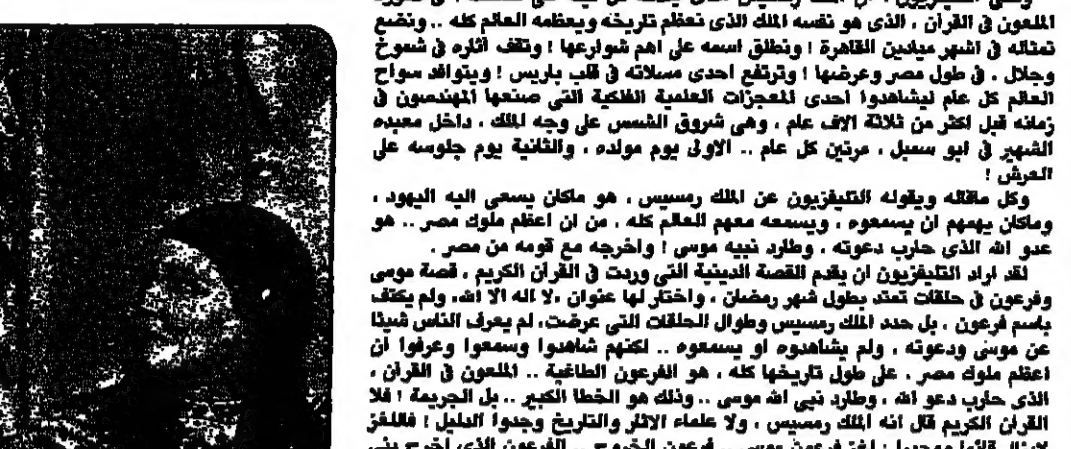 الملعون في القرآن ، الذى هو نفسه الملك الذى نعظم تاريخه ويعظمه العالم كله .. ونضع
تمثاله في اشهر ميادين القاهرة ! ونطلق اسمه على اهم شوارعها ! وتقف آثاره في شموخ
وجلال ، في طول مصر وعرضها ! وترتفع احدى مسلاته في قلب باريس ! ويتوافد سواح
العالم كل عام ليشاهدوا احدى المعجزات العلمية الفلكية التي صنعها المهندسون في
زمانه قبل اكثر من ثلاثة الاف عام ، وهى شروق الشمس على وجه الملك ، داخل معبده
الشهير في ابو سمبل ، مرتين كل عام .. الاولى يوم مولده ، والثانية يوم جلوسه على
العرش !
وكل ماقاله ويقوله التليفزيون عن الملك رمسيس ، هو ماكان يسعى اليه اليهود ،
وماكان يهمهم ان يسمعوه ، ويسمعه معهم العالم كله ، من ان اعظم ملوك مصر .. هو
عدو الله الذى حارب دعوته ، وطارد نبيه موسى ! واخرجه مع قومه من مصر .
لقد اراد التليفزيون ان يقدم القصة الدينية التي وردت في القرآن الكريم ، قصة موسى
وفرعون في حلقات تمتد بطول شهر رمضان ، واختار لها عنوان «لا اله الا الله» ولم يكتف
باسم فرعون ، بل حدد الملك رمسيس وطوال الحلقات التي عرضت، لم يعرف الناس شيئا
عن موسى ودعوته ، ولم يشاهدوه او يسمعوه .. لكنهم شاهدوا وسمعوا وعرفوا أن
اعظم ملوك مصر ، على طول تاريخها كله ، هو الفرعون الطاغية .. الملعون في القرآن ،
الذى حارب دعو الله ، وطارد نبي الله موسى .. وذلك هو الخطا الكبير .. بل الجريمة ! فلا
القرآن الكريم قال أنه الملك رمسيس ، ولا علماء الاثار والتاريخ وجدوا الدليل ! فاللغز